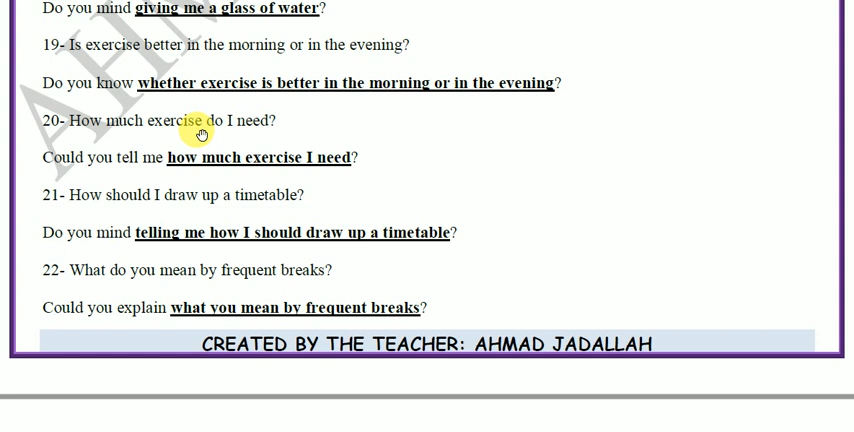 Do you mind giving me a glass of water?
19- Is exercise better in the morning or in the evening?
Do you know whether exercise is better in the morning or in the evening?
20- How much exercise do I need?
Could you tell me how much exercise I need?
21- How should I draw up a timetable?
Do you mind telling me how I should draw up a timetable?
22- What do you mean by frequent breaks?
Could you explain what you mean by frequent breaks?
CREATED BY THE TEACHER: AHMAD JADALLAH
AHM